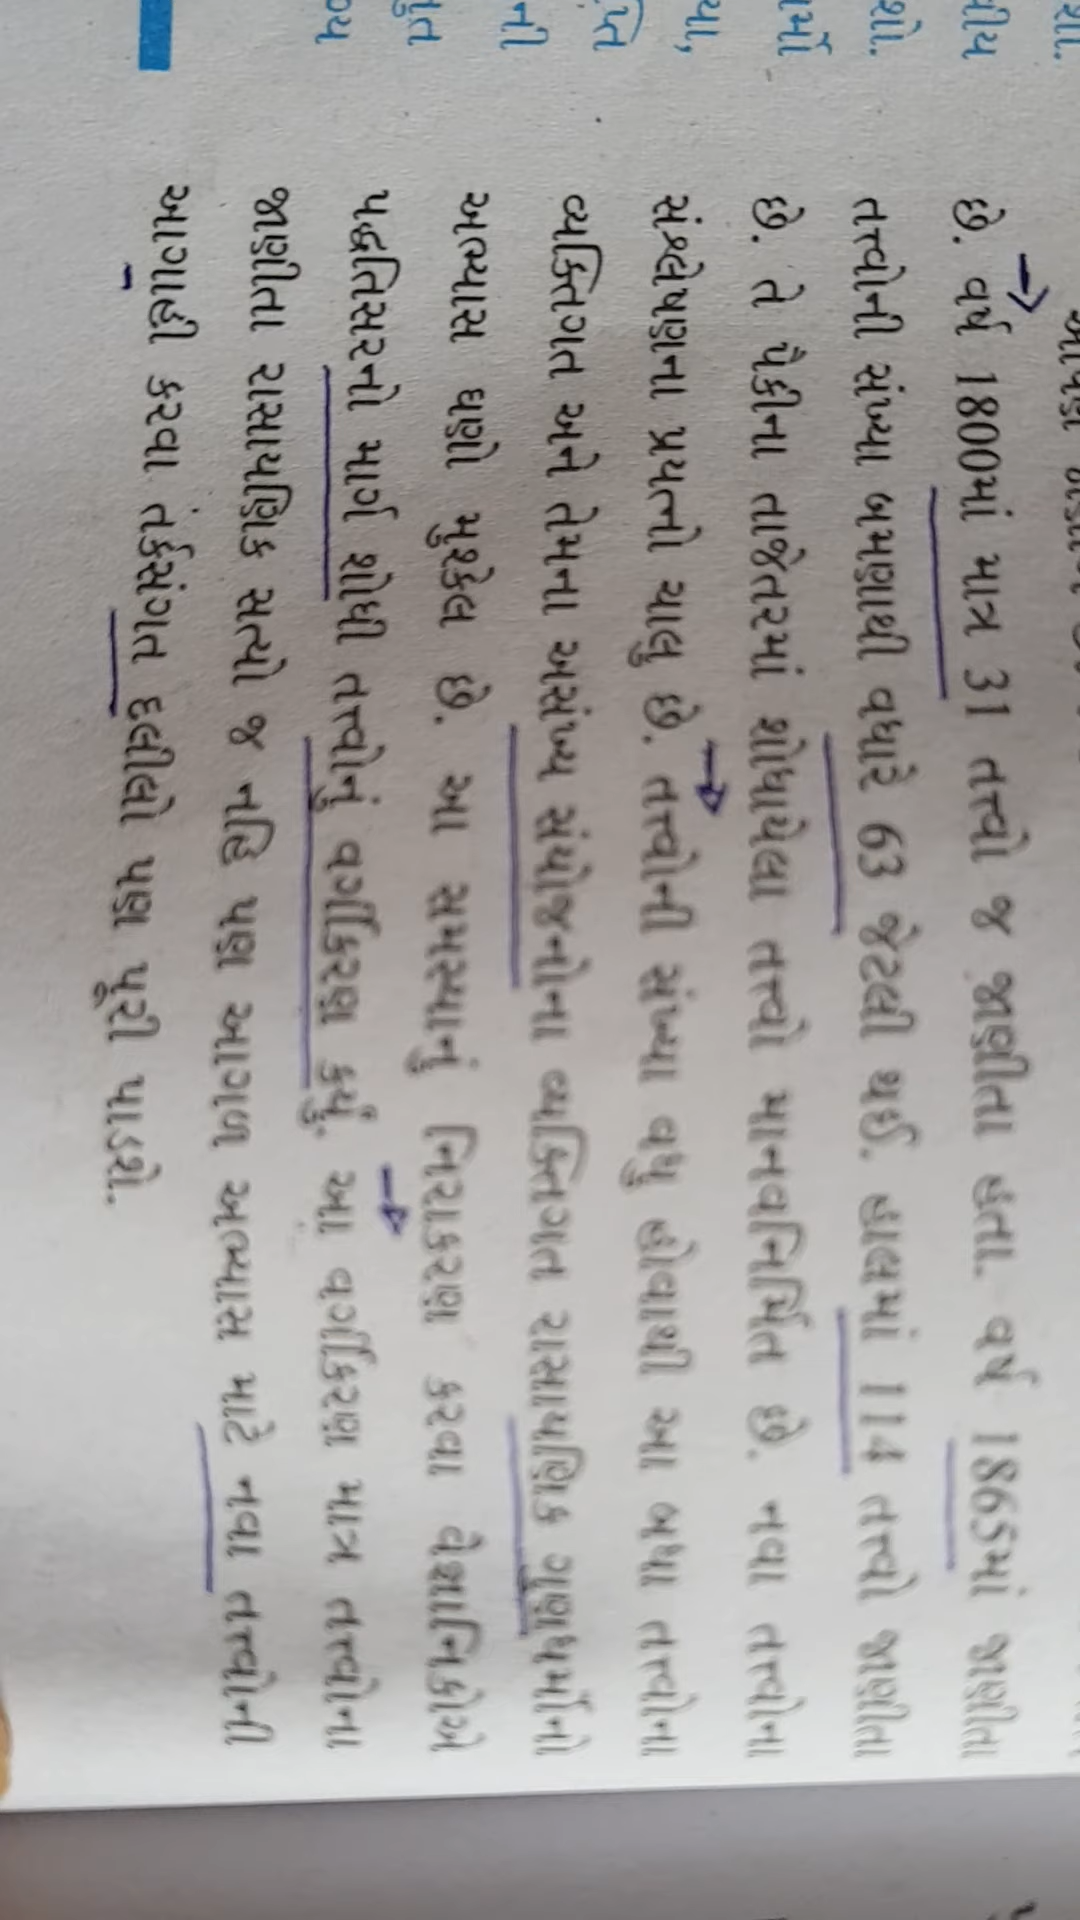 છે. વર્ષ 1800માં માત્ર 31 તત્ત્વો જ જાણીતા હતા. વર્ષ 1865માં જાણીતા
તત્ત્વોની સંખ્યા બમણાથી વધારે 63 જેટલી થઈ. હાલમાં 114 તત્ત્વો જાણીતા
છે. તે પૈકીના તાજેતરમાં શોધાયેલા તત્ત્વો માનવનિર્મિત છે. નવા તત્ત્વોના
સંશ્લેષણના પ્રયત્નો ચાલુ છે. તત્ત્વોની સંખ્યા વધુ હોવાથી આ બધા તત્ત્વોના
વ્યક્તિગત અને તેમના અસંખ્ય સંયોજનોના વ્યક્તિગત રાસાયણિક ગુણધર્મોનો
અભ્યાસ ઘણો મુશ્કેલ છે. આ સમસ્યાનું નિરાકરણ કરવા વૈજ્ઞાનિકોએ
પદ્ધતિસરનો માર્ગ શોધી તત્ત્વોનું વર્ગીકરણ કર્યું. આ વર્ગીકરણ માત્ર તત્ત્વોના
જાણીતા રાસાયણિક સત્યો જ નહિ પણ આગળ અભ્યાસ માટે નવા તત્ત્વોની
આગાહી કરવા તર્કસંગત દલીલો પણ પૂરી પાડશે.